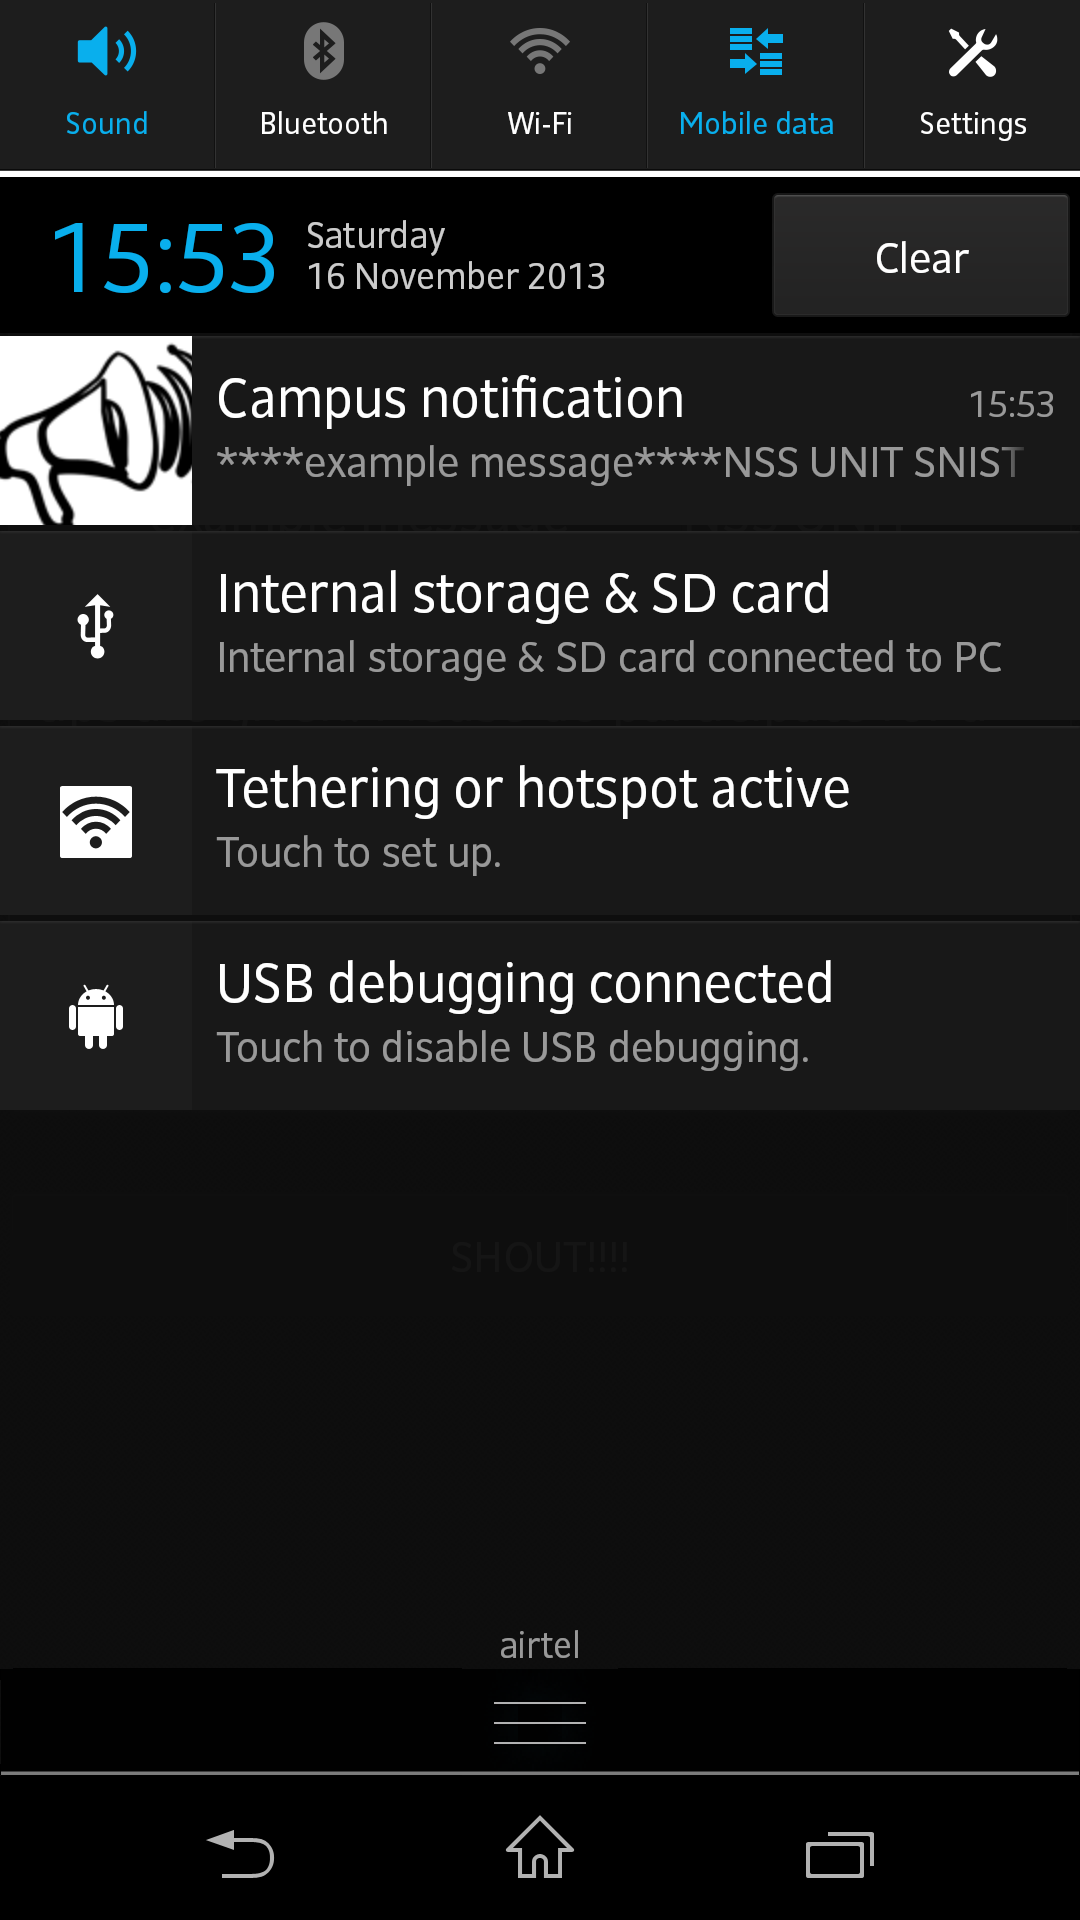 Sound Bluetooth Wi-Fi Mobile data Settings
15:53
Saturday
16 November 2013
Clear
Campus notification 15:53
****example message****NSS UNIT SNIST
Internal storage & SD card
Internal storage & SD card connected to PC
Tethering or hotspot active
Touch to set up.
USB debugging connected
Touch to disable USB debugging.
SHOUT!!!!
airtel